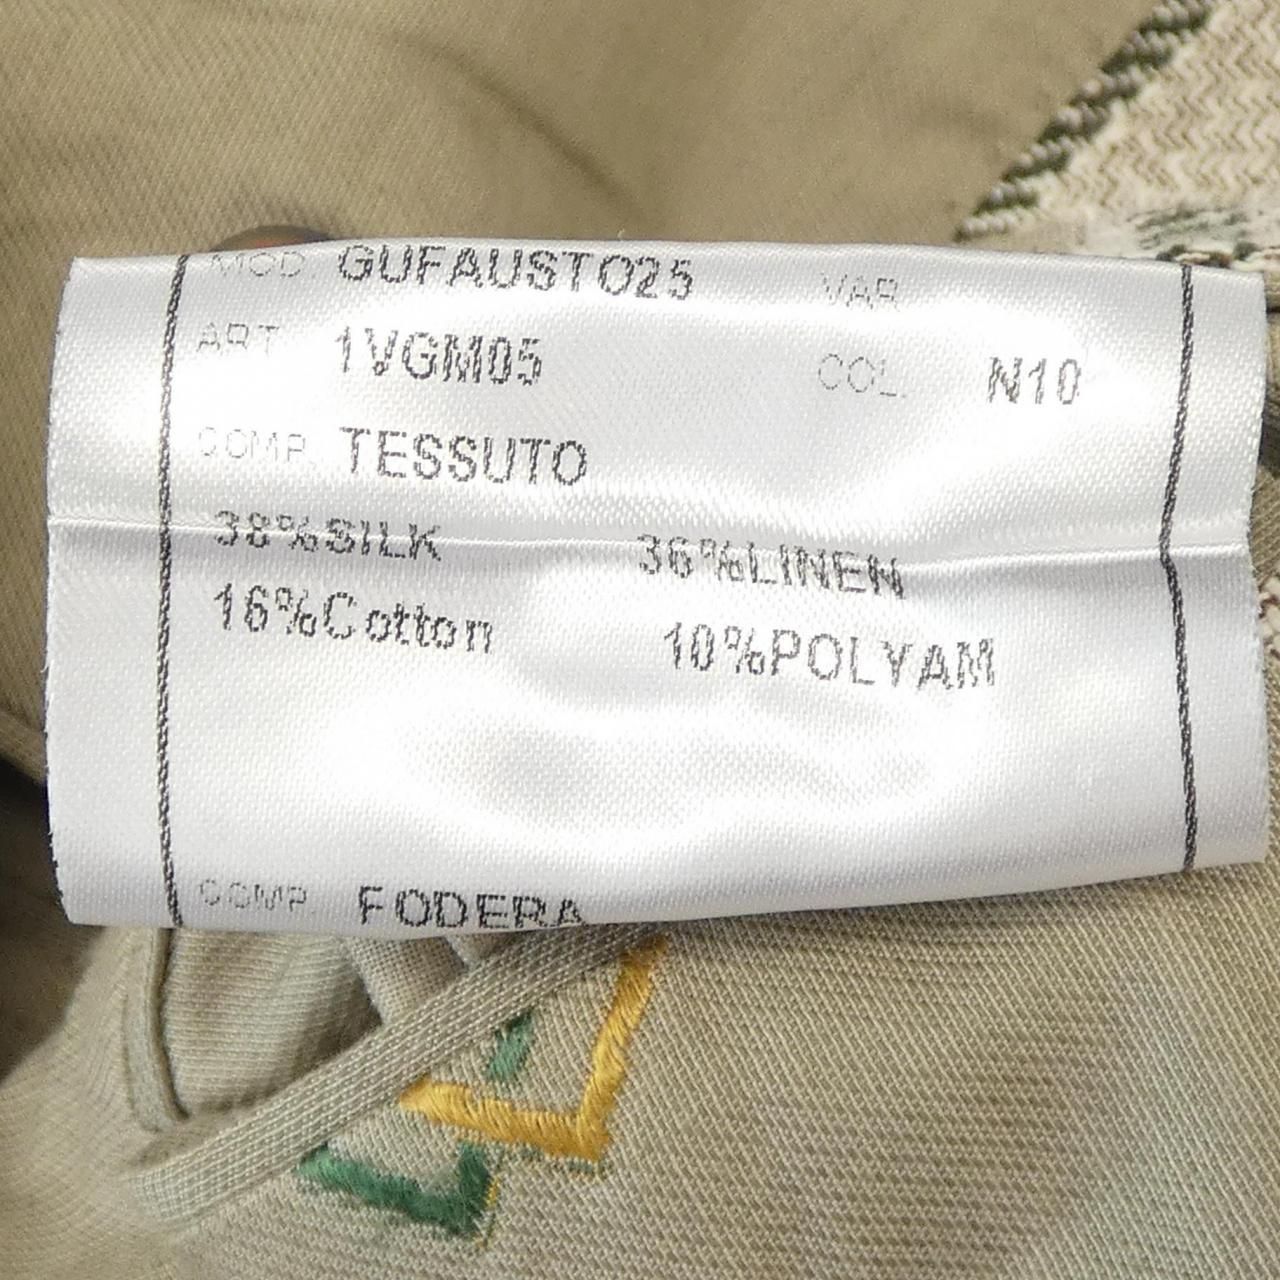 MOD. GUFAUSTO25 VAR
ART 1VGM05 COL. N10
COMP. TESSUTO
38%SILK 36%LINEN
16%Cotton 10%POLYAM
COMP. FODERA